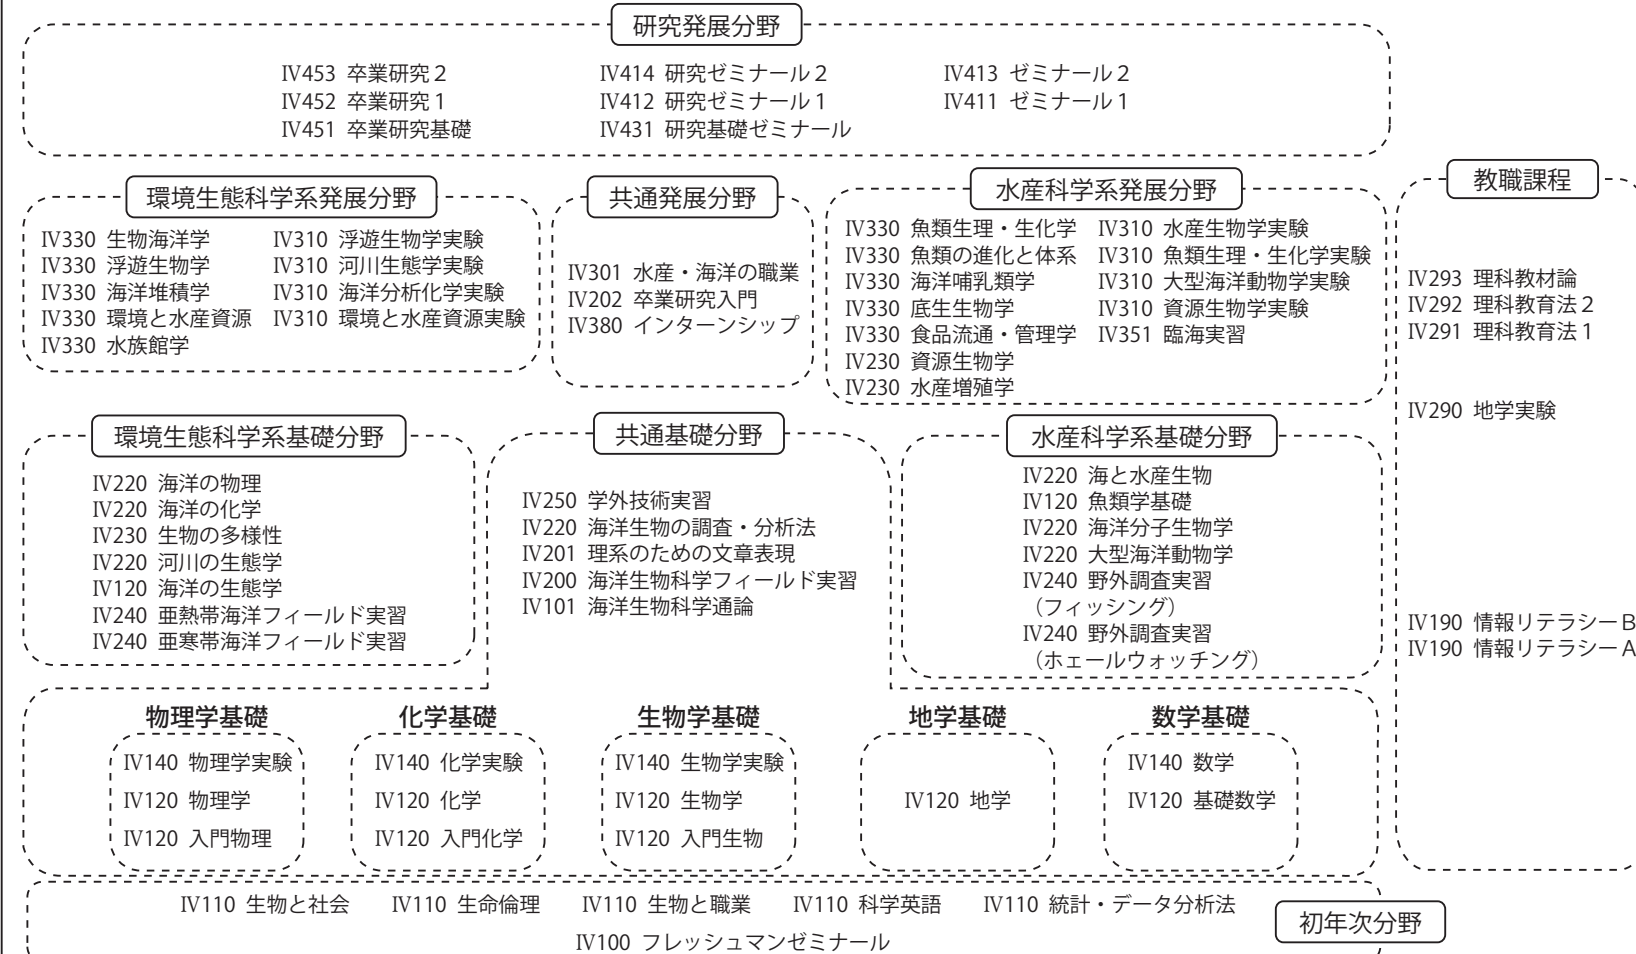 研究発展分野
Ⅳ453 卒業研究２
Ⅳ452 卒業研究１
Ⅳ451 卒業研究基礎
Ⅳ414 研究ゼミナール２
Ⅳ412 研究ゼミナール１
Ⅳ431 研究基礎ゼミナール
Ⅳ413 ゼミナール２
Ⅳ411 ゼミナール１
環境生態科学系発展分野
Ⅳ330 生物海洋学
Ⅳ330 浮遊生物学
Ⅳ330 海洋堆積学
Ⅳ330 環境と水産資源
Ⅳ330 水族館学
Ⅳ310 浮遊生物学実験
Ⅳ310 河川生態学実験
Ⅳ310 海洋分析化学実験
Ⅳ310 環境と水産資源実験
共通発展分野
Ⅳ301 水産・海洋の職業
Ⅳ202 卒業研究入門
Ⅳ380 インターンシップ
水産科学系発展分野
Ⅳ330 魚類生理・生化学
Ⅳ330 魚類の進化と体系
Ⅳ330 海洋哺乳類学
Ⅳ330 底生生物学
Ⅳ330 食品流通・管理学
Ⅳ230 資源生物学
Ⅳ230 水産増殖学
Ⅳ310 水産生物学実験
Ⅳ310 魚類生理・生化学実験
Ⅳ310 大型海洋動物学実験
Ⅳ310 資源生物学実験
Ⅳ351 臨海実習
教職課程
Ⅳ293 理科教材論
Ⅳ292 理科教育法２
Ⅳ291 理科教育法１
Ⅳ290 地学実験
Ⅳ190 情報リテラシーＢ
Ⅳ190 情報リテラシーＡ
環境生態科学系基礎分野
Ⅳ220 海洋の物理
Ⅳ220 海洋の化学
Ⅳ230 生物の多様性
Ⅳ220 河川の生態学
Ⅳ120 海洋の生態学
Ⅳ240 亜熱帯海洋フィールド実習
Ⅳ240 亜寒帯海洋フィールド実習
共通基礎分野
Ⅳ250 学外技術実習
Ⅳ220 海洋生物の調査・分析法
Ⅳ201 理系のための文章表現
Ⅳ200 海洋生物科学フィールド実習
Ⅳ101 海洋生物科学通論
水産科学系基礎分野
Ⅳ220 海と水産生物
Ⅳ120 魚類学基礎
Ⅳ220 海洋分子生物学
Ⅳ220 大型海洋動物学
Ⅳ240 野外調査実習
（フィッシング）
Ⅳ240 野外調査実習
（ホェールウォッチング）
物理学基礎
Ⅳ140 物理学実験
Ⅳ120 物理学
Ⅳ120 入門物理
化学基礎
Ⅳ140 化学実験
Ⅳ120 化学
Ⅳ120 入門化学
生物学基礎
Ⅳ140 生物学実験
Ⅳ120 生物学
Ⅳ120 入門生物
地学基礎
Ⅳ120 地学
数学基礎
Ⅳ140 数学
Ⅳ120 基礎数学
Ⅳ110 生物と社会 Ⅳ110 生命倫理 Ⅳ110 生物と職業 Ⅳ110 科学英語 Ⅳ110 統計・データ分析法
初年次分野
Ⅳ100 フレッシュマンゼミナール